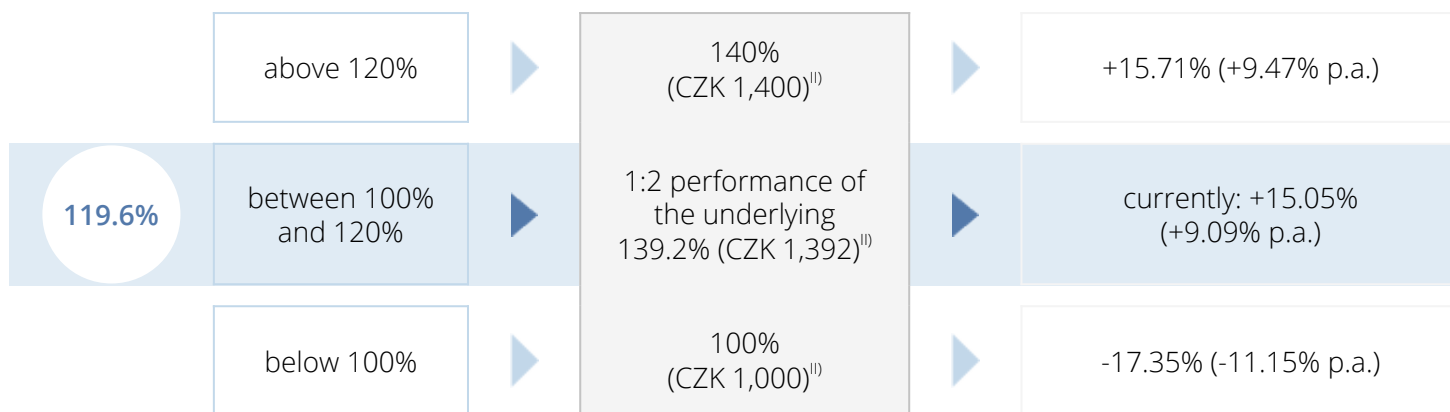 above 120%
140%
(CZK 1,400)II)
+15.71% (+9.47% p.a.)
119.6%
between 100%
and 120%
1:2 performance of
the underlying
139.2% (CZK 1,392)II)
currently: +15.05%
(+9.09% p.a.)
below 100%
100%
(CZK 1,000)II)
-17.35% (-11.15% p.a.)